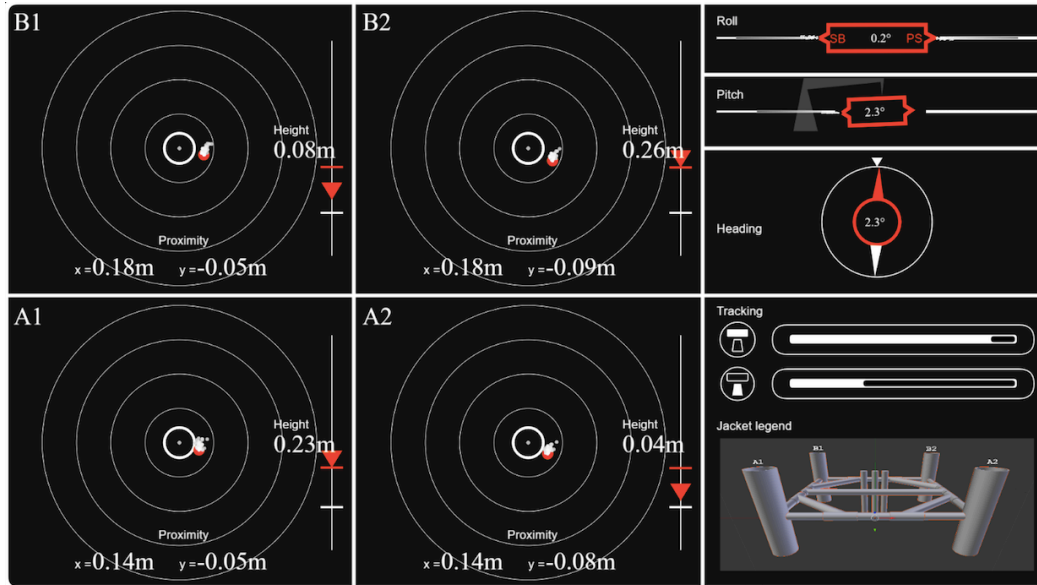 B1
Height
0.08m
Proximity
x = 0.18m y = -0.05m
B2
Height
0.26m
Proximity
x = 0.18m y = -0.09m
Roll
SB 0.2° PS
Pitch
2.3°
Heading
2.3°
A1
Height
0.23m
Proximity
x = 0.14m y = -0.05m
A2
Height
0.04m
Proximity
x = 0.14m y = -0.08m
Tracking
Jacket legend
B1 B2
A1 A2